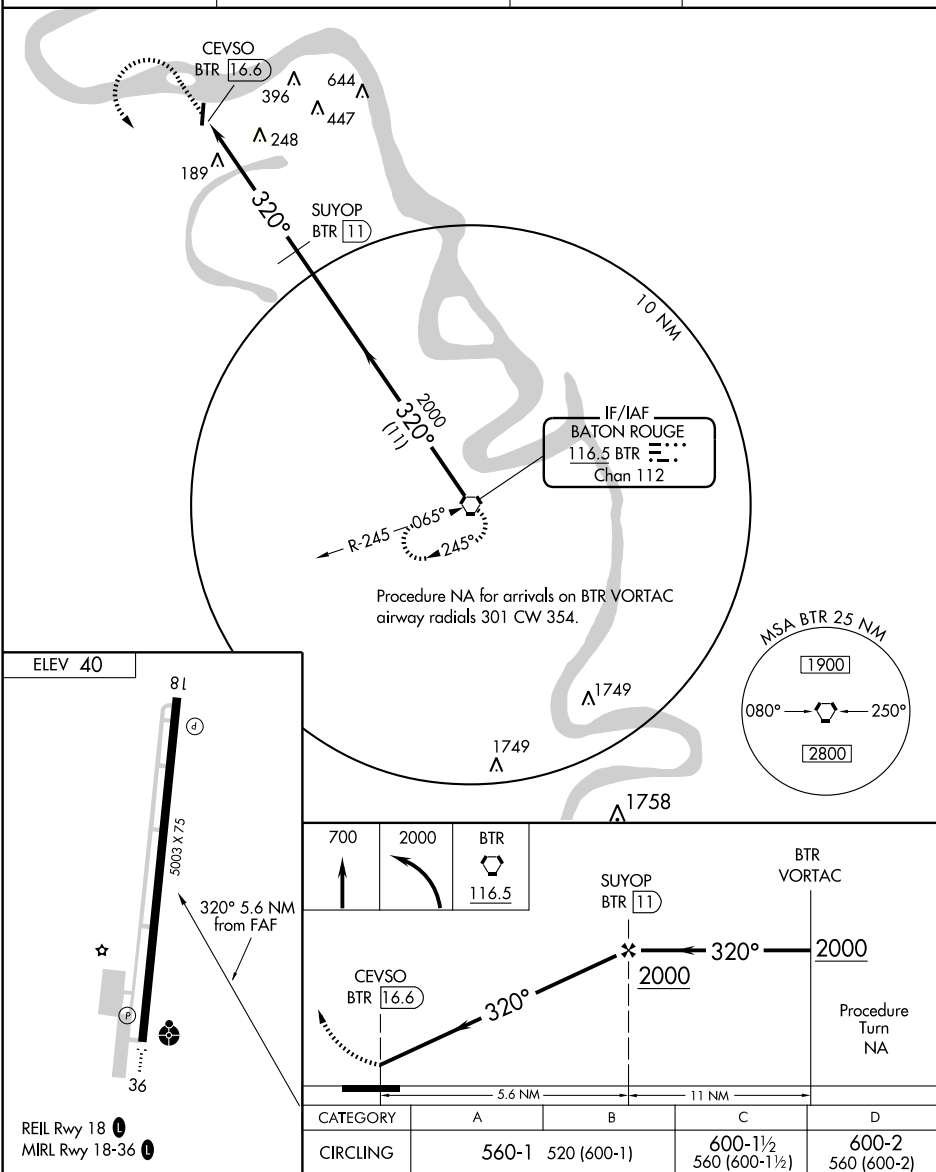 CEVSO
BTR 16.6
396
644
447
248
189
320°
SUYOP
BTR 11
10 NM
2000
320°
(11)
IF/IAF
BATON ROUGE
116.5 BTR
Chan 112
R-245
065°
245°
Procedure NA for arrivals on BTR VORTAC
airway radials 301 CW 354.
MSA BTR 25 NM
1900
080°
250°
2800
1749
1749
1758
ELEV 40
18
P
5003 X 75
320° 5.6 NM
from FAF
P
36
REIL Rwy 18 L
MIRL Rwy 18-36 L
700
2000
BTR
116.5
BTR
VORTAC
SUYOP
BTR 11
320°
2000
2000
CEVSO
BTR 16.6
320°
Procedure
Turn
NA
5.6 NM
11 NM
CATEGORY A B C D
CIRCLING 560-1 520 (600-1) 600-1½ 600-2
560 (600-1½) 560 (600-2)